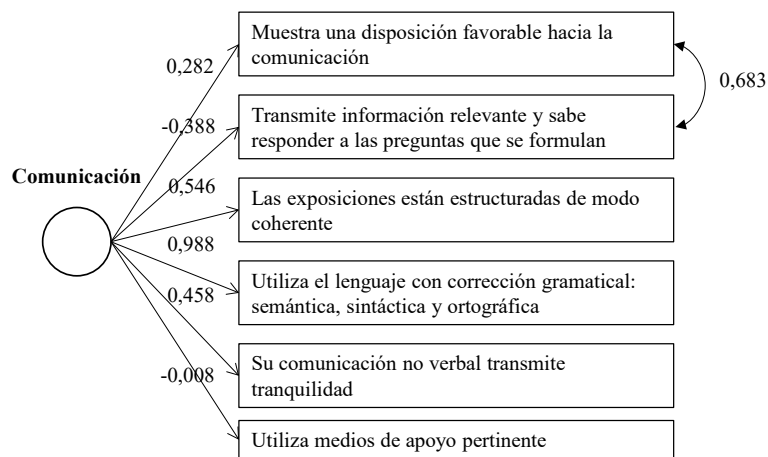 Muestra una disposición favorable hacia la
comunicación
0,282
0,683
-0,388
Transmite información relevante y sabe
responder a las preguntas que se formulan
Comunicación
0,546
Las exposiciones están estructuradas de modo
coherente
0,988
Utiliza el lenguaje con corrección gramatical:
semántica, sintáctica y ortográfica
0,458
Su comunicación no verbal transmite
tranquilidad
-0,008
Utiliza medios de apoyo pertinente